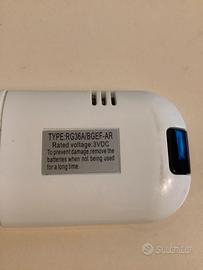 TYPE:RG36A/BGEF-AR
Rated voltage:3VDC
To prevent damage,remove the
batteries when not being used
for a long time.
Subito